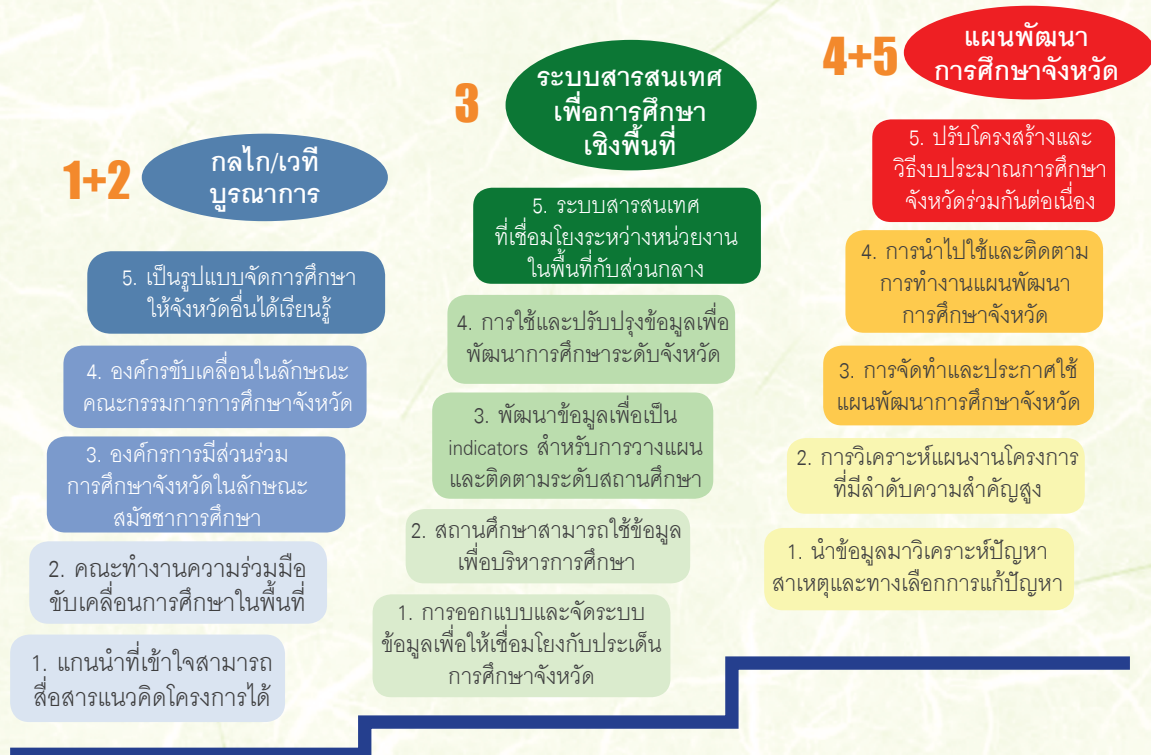 1+2
กลไก/เวที
บูรณาการ
5. เป็นรูปแบบจัดการศึกษา
ให้จังหวัดอื่นได้เรียนรู้
4. องค์กรขับเคลื่อนในลักษณะ
คณะกรรมการการศึกษาจังหวัด
3. องค์กรการมีส่วนร่วม
การศึกษาจังหวัดในลักษณะ
สมัชชาการศึกษา
2. คณะทำงานความร่วมมือ
ขับเคลื่อนการศึกษาในพื้นที่
1. แกนนำที่เข้าใจสามารถ
สื่อสารแนวคิดโครงการได้
3
ระบบสารสนเทศ
เพื่อการศึกษา
เชิงพื้นที่
5. ระบบสารสนเทศ
ที่เชื่อมโยงระหว่างหน่วยงาน
ในพื้นที่กับส่วนกลาง
4. การใช้และปรับปรุงข้อมูลเพื่อ
พัฒนาการศึกษาระดับจังหวัด
3. พัฒนาข้อมูลเพื่อเป็น
indicators สำหรับการวางแผน
และติดตามระดับสถานศึกษา
2. สถานศึกษาสามารถใช้ข้อมูล
เพื่อบริหารการศึกษา
1. การออกแบบและจัดระบบ
ข้อมูลเพื่อให้เชื่อมโยงกับประเด็น
การศึกษาจังหวัด
4+5
แผนพัฒนา
การศึกษาจังหวัด
5. ปรับโครงสร้างและ
วิธีงบประมาณการศึกษา
จังหวัดร่วมกันต่อเนื่อง
4. การนำไปใช้และติดตาม
การทำงานแผนพัฒนา
การศึกษาจังหวัด
3. การจัดทำและประกาศใช้
แผนพัฒนาการศึกษาจังหวัด
2. การวิเคราะห์แผนงานโครงการ
ที่มีลำดับความสำคัญสูง
1. นำข้อมูลมาวิเคราะห์ปัญหา
สาเหตุและทางเลือกการแก้ปัญหา